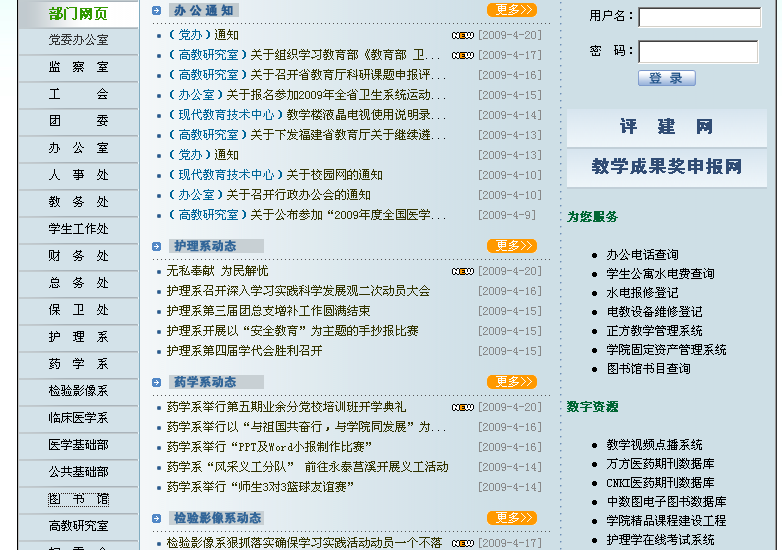 部门网页
党委办公室
监 察 室
工 会
团 委
办 公 室
人 事 处
教 务 处
学生工作处
财 务 处
总 务 处
保 卫 处
护 理 系
药 学 系
检验影像系
临床医学系
医学基础部
公共基础部
图 书 馆
高教研究室
办公通知 更多>>
（党办）通知 NEW [2009-4-20]
（高教研究室）关于组织学习教育部《教育部 卫... NEW [2009-4-17]
（高教研究室）关于召开省教育厅科研课题申报评... [2009-4-16]
（办公室）关于报名参加2009年全省卫生系统运动... [2009-4-15]
（现代教育技术中心）教学楼液晶电视使用说明录... [2009-4-14]
（高教研究室）关于下发福建省教育厅关于继续遴... [2009-4-13]
（党办）通知 [2009-4-13]
（现代教育技术中心）关于校园网的通知 [2009-4-10]
（办公室）关于召开行政办公会的通知 [2009-4-10]
（高教研究室）关于公布参加“2009年度全国医学... [2009-4-9]
护理系动态 更多>>
无私奉献 为民解忧 NEW [2009-4-20]
护理系召开深入学习实践科学发展观二次动员大会 [2009-4-16]
护理系第三届团总支增补工作圆满结束 [2009-4-15]
护理系开展以“安全教育”为主题的手抄报比赛 [2009-4-15]
护理系第四届学代会胜利召开 [2009-4-15]
药学系动态 更多>>
药学系举行第五期业余分党校培训班开学典礼 NEW [2009-4-20]
药学系举行以“与祖国共奋行，与学院同发展”为... [2009-4-16]
药学系举行“PPT及Word小报制作比赛” [2009-4-16]
药学系“风采义工分队” 前往永泰莒溪开展义工活动 [2009-4-14]
药学系举行“师生3对3篮球友谊赛” [2009-4-14]
检验影像系动态 更多>>
检验影像系狠抓落实确保学习实践活动动员一个不落 NEW [2009-4-17]
用户名：
密 码：
登 录
评 建 网
教学成果奖申报网
为您服务
办公电话查询
学生公寓水电费查询
水电报修登记
电教设备维修登记
正方教学管理系统
学院固定资产管理系统
图书馆书目查询
数字资源
教学视频点播系统
万方医药期刊数据库
CNKI医药期刊数据库
中数图电子图书数据库
学院精品课程建设工程
护理学在线考试系统